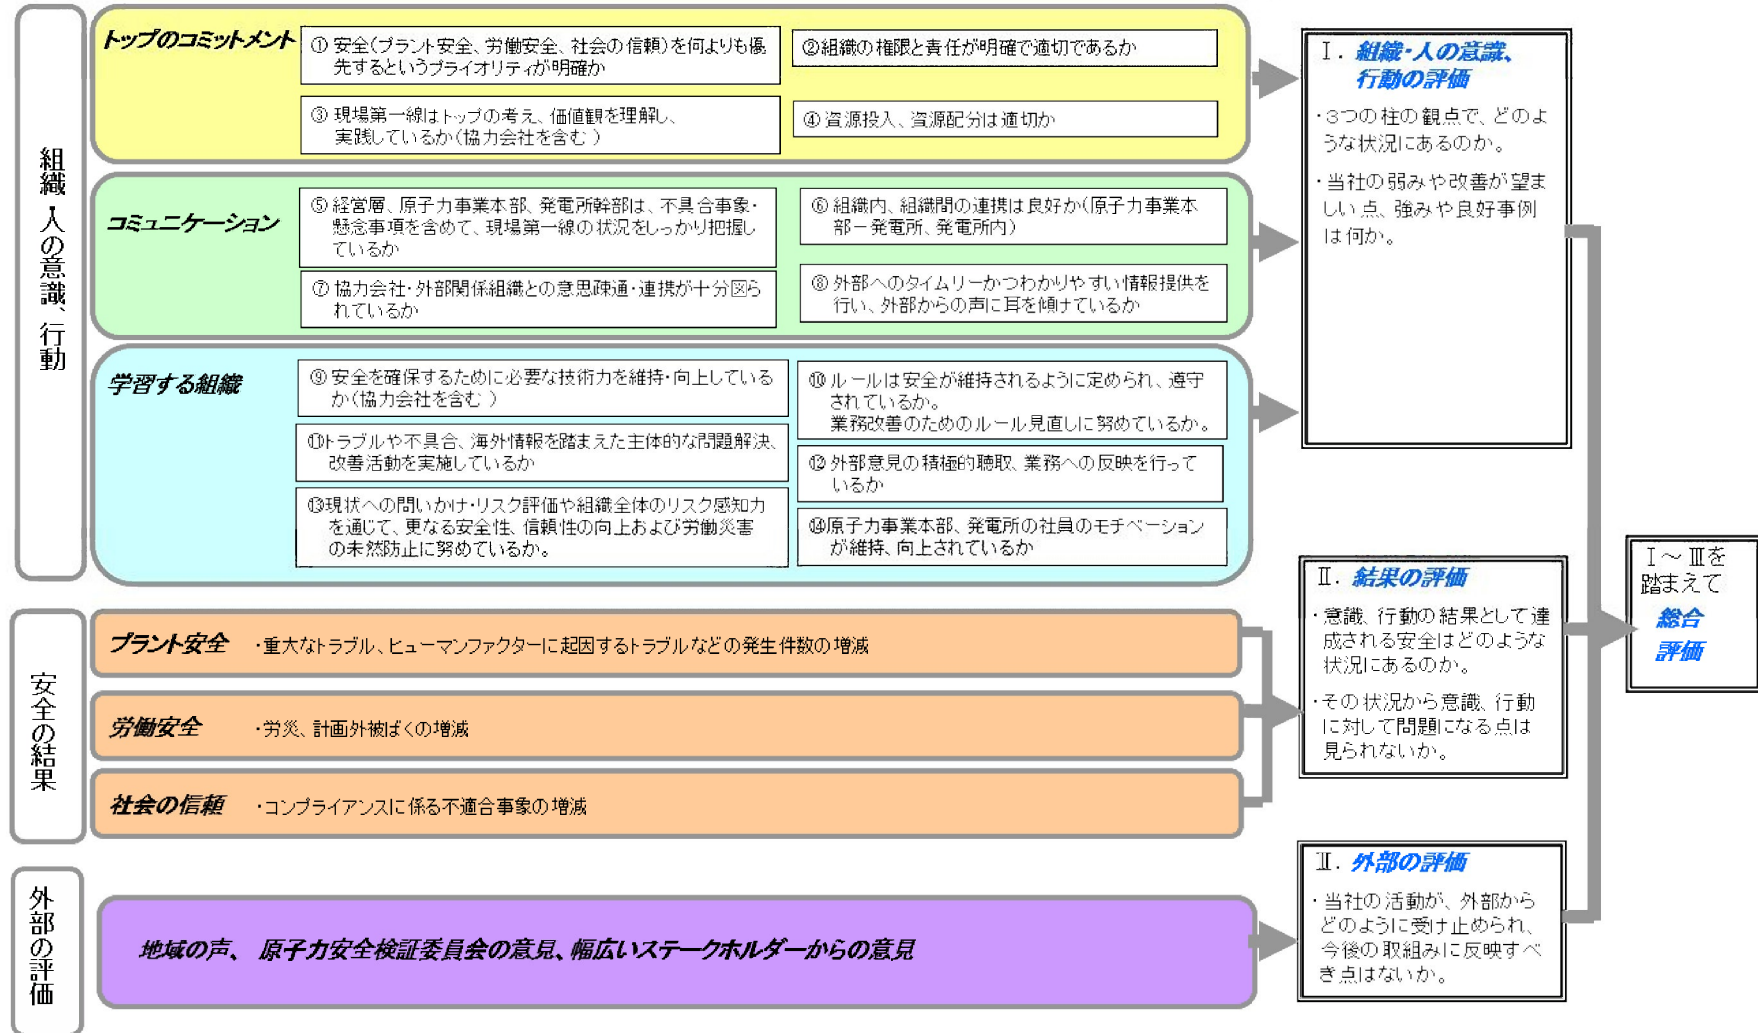 組織・人の意識、行動
トップのコミットメント
① 安全(プラント安全、労働安全、社会の信頼)を何よりも優
先するというプライオリティが明確か
②組織の権限と責任が明確で適切であるか
③ 現場第一線はトップの考え、価値観を理解し、
実践しているか(協力会社を含む)
④ 資源投入、資源配分は適切か
コミュニケーション
⑤ 経営層、原子力事業本部、発電所幹部は、不具合事象・
懸念事項を含めて、現場第一線の状況をしっかり把握し
ているか
⑥ 組織内、組織間の連携は良好か(原子力事業本
部－発電所、発電所内)
⑦ 協力会社・外部関係組織との意思疎通・連携が十分図ら
れているか
⑧ 外部へのタイムリーかつわかりやすい情報提供を
行い、外部からの声に耳を傾けているか
学習する組織
⑨ 安全を確保するために必要な技術力を維持・向上している
か(協力会社を含む)
⑩ ルールは安全が維持されるように定められ、遵守
されているか。
業務改善のためのルール見直しに努めているか。
⑪トラブルや不具合、海外情報を踏まえた主体的な問題解決、
改善活動を実施しているか
⑫ 外部意見の積極的聴取、業務への反映を行って
いるか
⑬現状への問いかけ・リスク評価や組織全体のリスク感知力
を通じて、更なる安全性、信頼性の向上および労働災害
の未然防止に努めているか。
⑭原子力事業本部、発電所の社員のモチベーション
が維持、向上されているか
Ⅰ. 組織・人の意識、
行動の評価
・3つの柱の観点で、どのよ
うな状況にあるのか。
・当社の弱みや改善が望ま
しい点、強みや良好事例
は何か。
安全の結果
プラント安全 ・重大なトラブル、ヒューマンファクターに起因するトラブルなどの発生件数の増減
労働安全 ・労災、計画外被ばくの増減
社会の信頼 ・コンプライアンスに係る不適合事象の増減
Ⅱ. 結果の評価
・意識、行動の結果として達
成される安全はどのような
状況にあるのか。
・その状況から意識、行動
に対して問題になる点は
見られないか。
外部の評価
地域の声、 原子力安全検証委員会の意見、幅広いステークホルダーからの意見
Ⅱ. 外部の評価
・当社の活動が、外部から
どのように受け止められ、
今後の取組みに反映すべ
き点はないか。
Ⅰ～Ⅲを
踏まえて
総合
評価